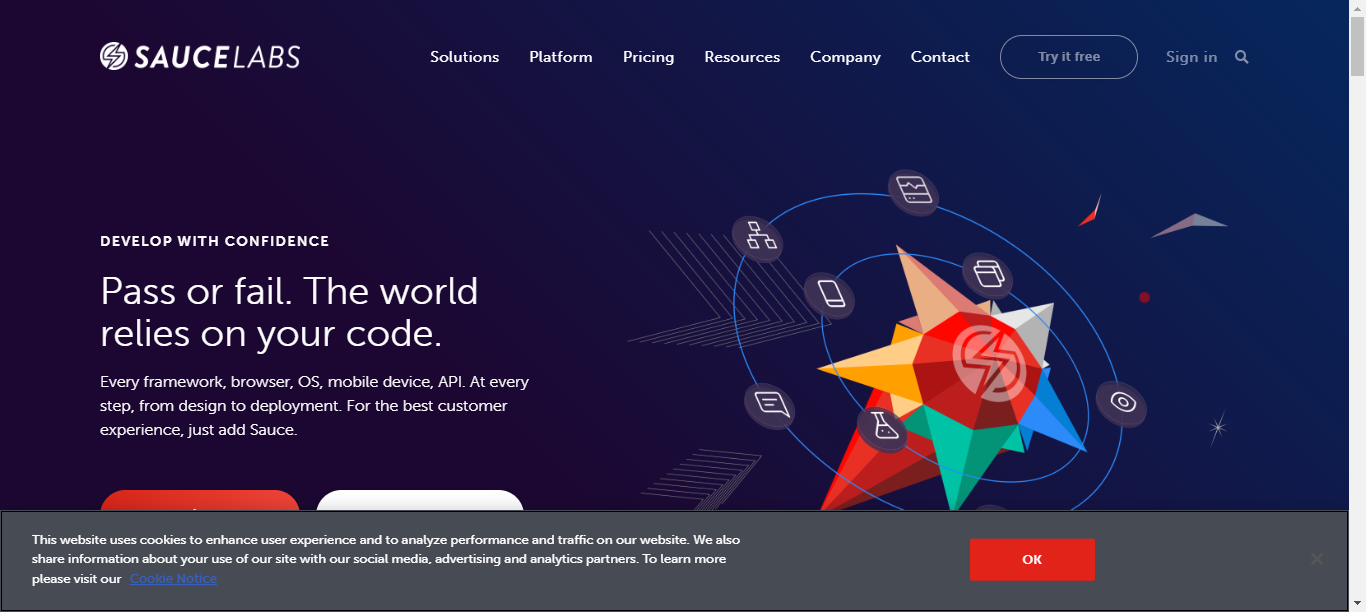 SAUCELABS
Solutions
Platform
Pricing
Resources
Company
Contact
Try it free
Sign in
DEVELOP WITH CONFIDENCE
Pass or fail. The world
relies on your code.
Every framework, browser, OS, mobile device, API. At every
step, from design to deployment. For the best customer
experience, just add Sauce.
This website uses cookies to enhance user experience and to analyze performance and traffic on our website. We also
share information about your use of our site with our social media, advertising and analytics partners. To learn more
please visit our Cookie Notice
OK